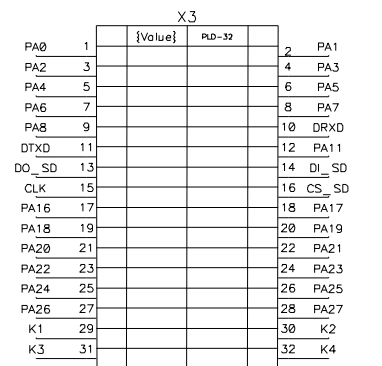 X3
{Value} PLD-32
PA0 1 2 PA1
PA2 3 4 PA3
PA4 5 6 PA5
PA6 7 8 PA7
PA8 9 10 DRXD
DTXD 11 12 PA11
DO_SD 13 14 DI_SD
CLK 15 16 CS_SD
PA16 17 18 PA17
PA18 19 20 PA19
PA20 21 22 PA21
PA22 23 24 PA23
PA24 25 26 PA25
PA26 27 28 PA27
K1 29 30 K2
K3 31 32 K4